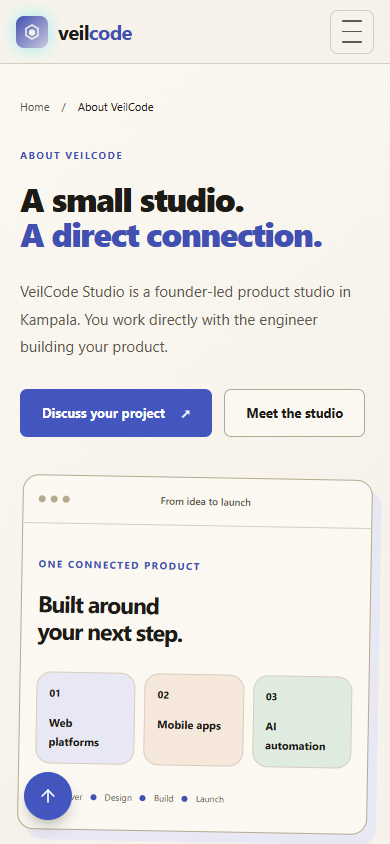 veilcode
Home / About VeilCode
ABOUT VEILCODE
A small studio.
A direct connection.
VeilCode Studio is a founder-led product studio in
Kampala. You work directly with the engineer
building your product.
Discuss your project ↗
Meet the studio
From idea to launch
ONE CONNECTED PRODUCT
Built around
your next step.
01
Web
platforms
02
Mobile apps
03
AI
automation
Design
Build
Launch